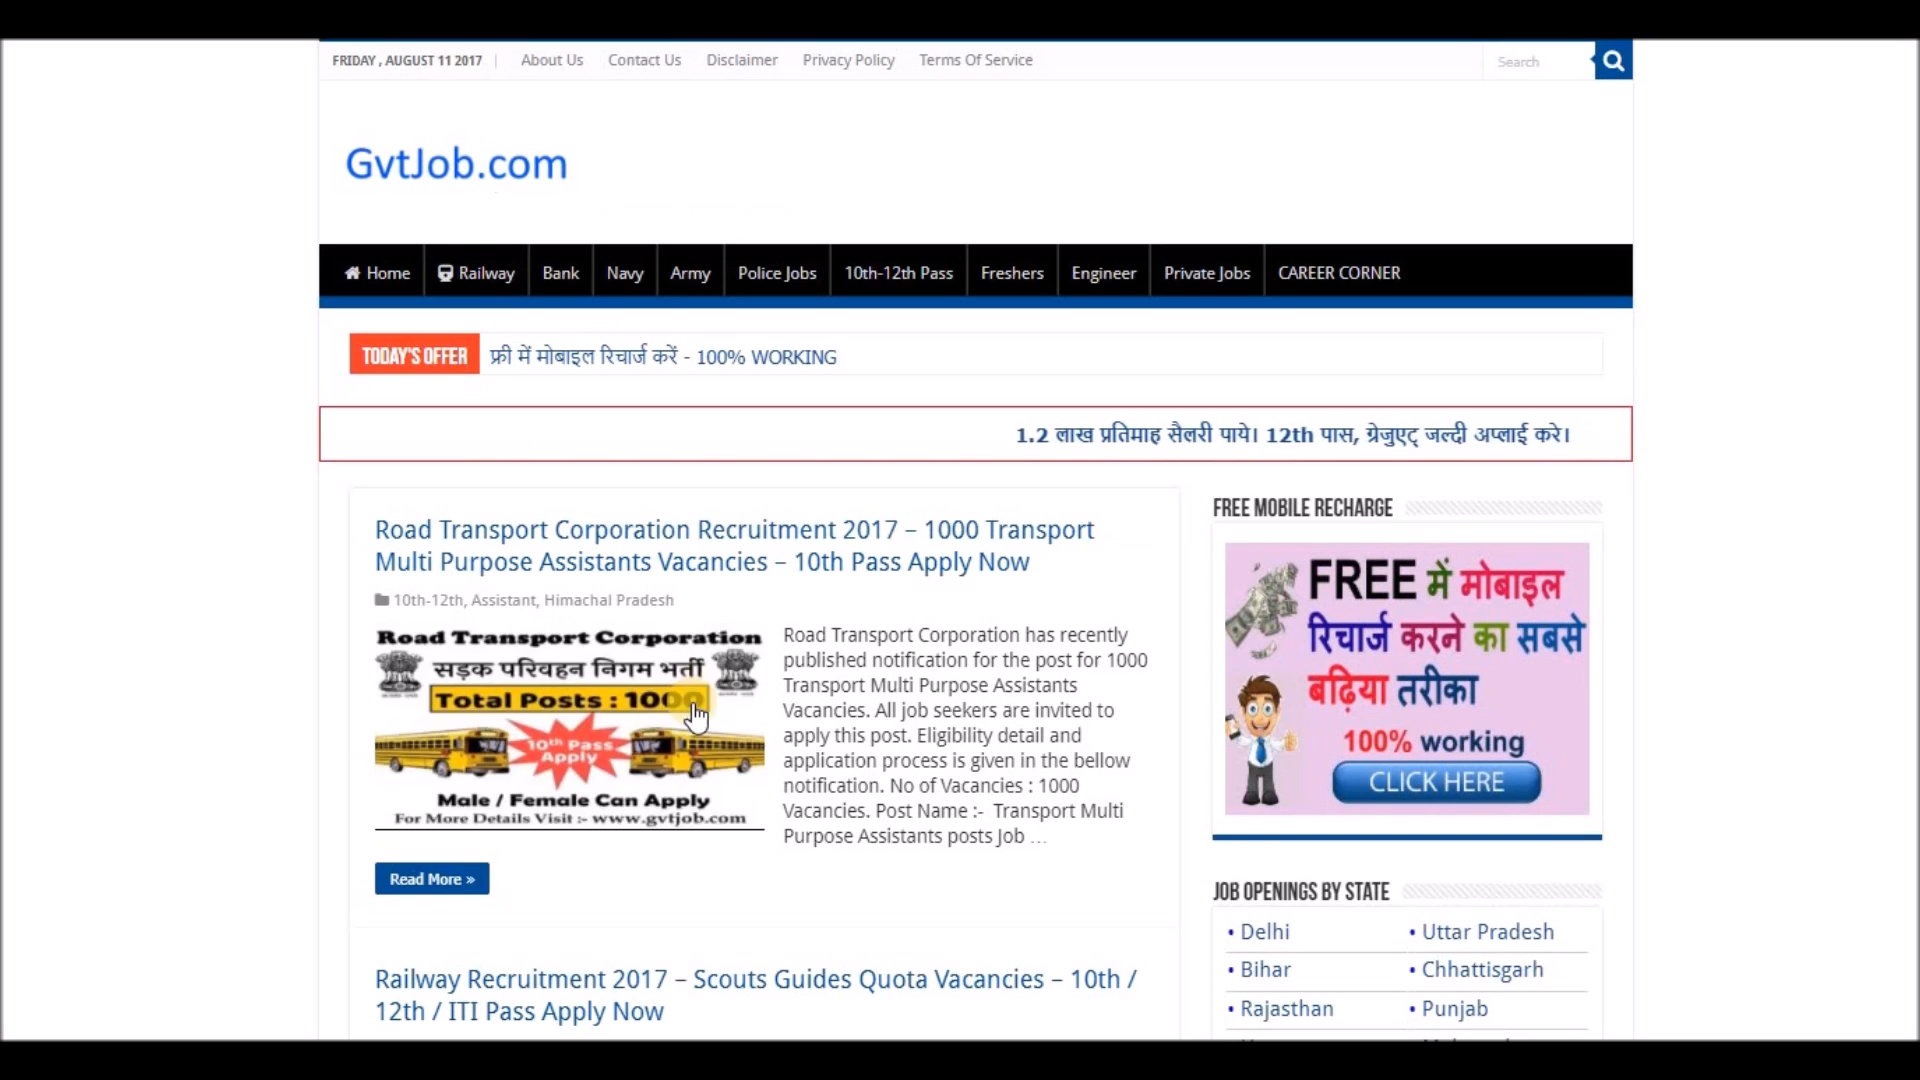 FRIDAY , AUGUST 11 2017 About Us Contact Us Disclaimer Privacy Policy Terms Of Service Search
GvtJob.com
Home Railway Bank Navy Army Police Jobs 10th-12th Pass Freshers Engineer Private Jobs CAREER CORNER
TODAY'S OFFER फ्री में मोबाइल रिचार्ज करें - 100% WORKING
1.2 लाख प्रतिमाह सैलरी पाये। 12th पास, ग्रेजुएट् जल्दी अप्लाई करे।
Road Transport Corporation Recruitment 2017 – 1000 Transport
Multi Purpose Assistants Vacancies – 10th Pass Apply Now
10th-12th, Assistant, Himachal Pradesh
Road Transport Corporation
सड़क परिवहन निगम भर्ती
Total Posts : 1000
10th Pass
Apply
Male / Female Can Apply
For More Details Visit :- www.gvtjob.com
Road Transport Corporation has recently
published notification for the post for 1000
Transport Multi Purpose Assistants
Vacancies. All job seekers are invited to
apply this post. Eligibility detail and
application process is given in the bellow
notification. No of Vacancies : 1000
Vacancies. Post Name :- Transport Multi
Purpose Assistants posts Job …
Read More »
Railway Recruitment 2017 – Scouts Guides Quota Vacancies – 10th /
12th / ITI Pass Apply Now
FREE MOBILE RECHARGE
FREE में मोबाइल
रिचार्ज करने का सबसे
बढ़िया तरीका
100% working
CLICK HERE
JOB OPENINGS BY STATE
• Delhi • Uttar Pradesh
• Bihar • Chhattisgarh
• Rajasthan • Punjab